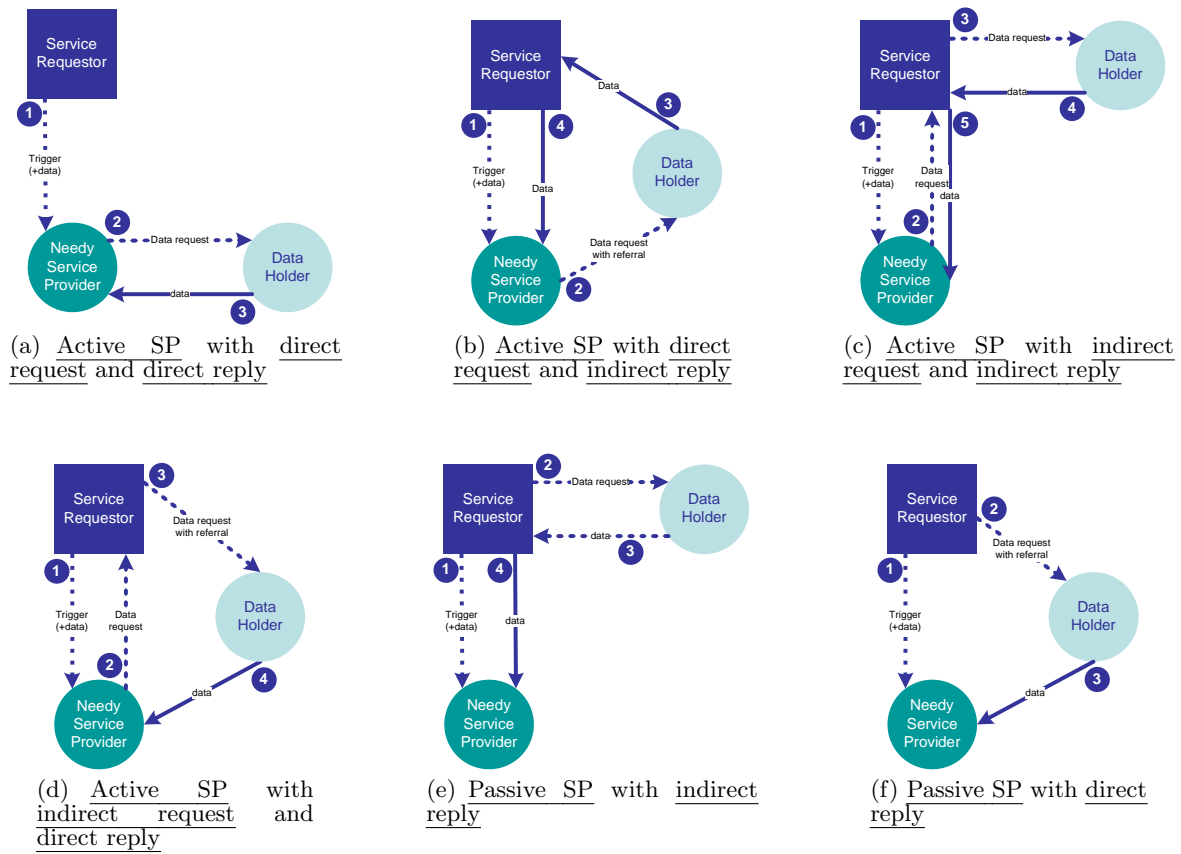 Service
Requestor
1
Trigger
(+data)
2
Data request
Needy
Service
Provider
Data
Holder
data
3
(a) Active SP with direct
request and direct reply
Service
Requestor
Data
3
1
4
Trigger
(+data)
Data
Data
Holder
Data request
with referral
Needy
Service
Provider
2
(b) Active SP with direct
request and indirect reply
3
Service
Requestor
Data request
Data
Holder
data
4
1
5
Trigger
(+data)
Data
request
data
2
Needy
Service
Provider
(c) Active SP with indirect
request and indirect reply
3
Service
Requestor
Data request
with referral
1
Trigger
(+data)
Data
request
Data
Holder
2
4
data
Needy
Service
Provider
(d) Active SP with
indirect request and
direct reply
2
Service
Requestor
Data request
Data
Holder
data
3
1
4
Trigger
(+data)
data
Needy
Service
Provider
(e) Passive SP with indirect
reply
Service
Requestor
2
Data request
with referral
1
Trigger
(+data)
Data
Holder
3
data
Needy
Service
Provider
(f) Passive SP with direct
reply